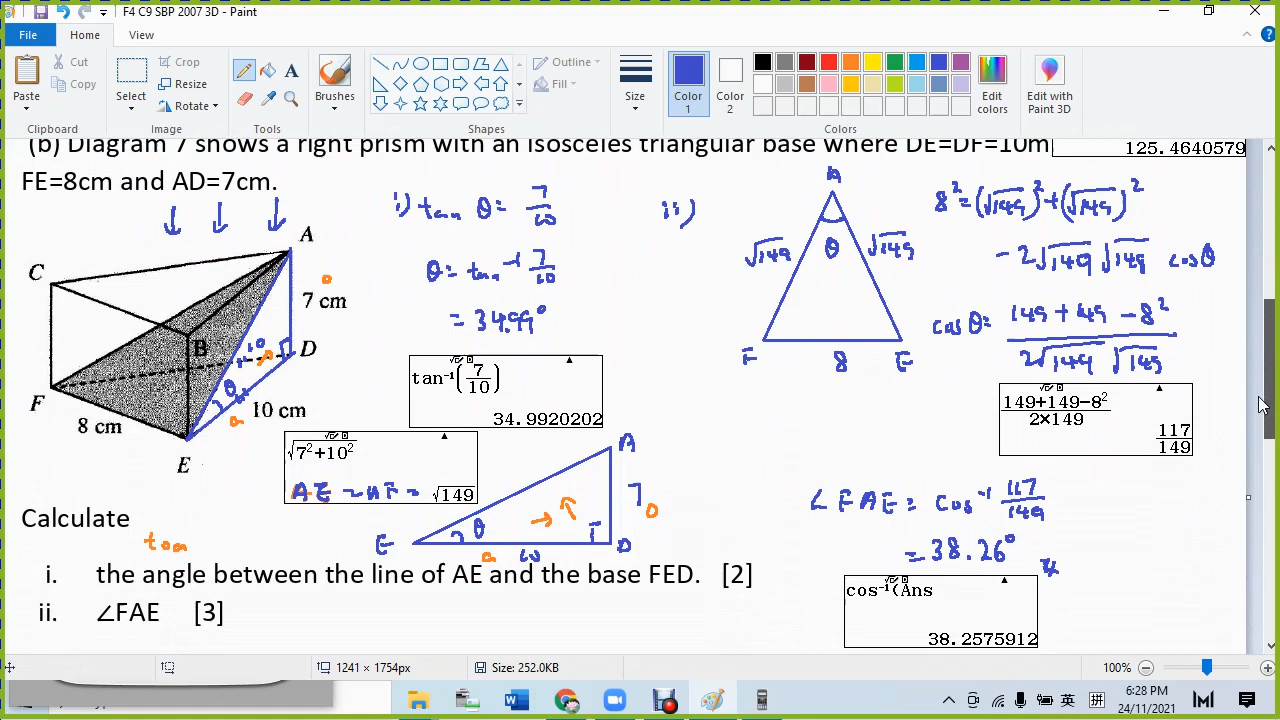 F4 C9 SBP 2007 3D - Paint
File Home View
Paste Cut Copy Clipboard
Select Crop Resize Rotate Image
Tools
Brushes
Outline Fill Shapes
Size
Color 1 Color 2 Edit colors Colors
Edit with Paint 3D
(b) Diagram 7 shows a right prism with an isosceles triangular base where DE=DF=10m
125.4640579
FE=8cm and AD=7cm.
A
C
7 cm
B
D
F
10 cm
8 cm
E
10
θ
o
a
i) tan θ = 7/10
θ = tan⁻¹ 7/10
= 34.99°
tan⁻¹(7/10)
34.9920202
√7²+10²
AE = AF = √149
A
E
D
θ
7 o
a 10
ii)
A
√149 θ √149
F 8 E
8² = (√149)² + (√149)²
- 2√149 √149 cos θ
cos θ = 149 + 149 - 8² / 2√149 √149
149+149-8²
2×149
117
149
∠FAE = cos⁻¹ 117/149
= 38.26°
cos⁻¹(Ans
38.2575912
Calculate
toa
i. the angle between the line of AE and the base FED. [2]
ii. ∠FAE [3]
1241 × 1754px
Size: 252.0KB
100%
英 拼
6:28 PM
24/11/2021